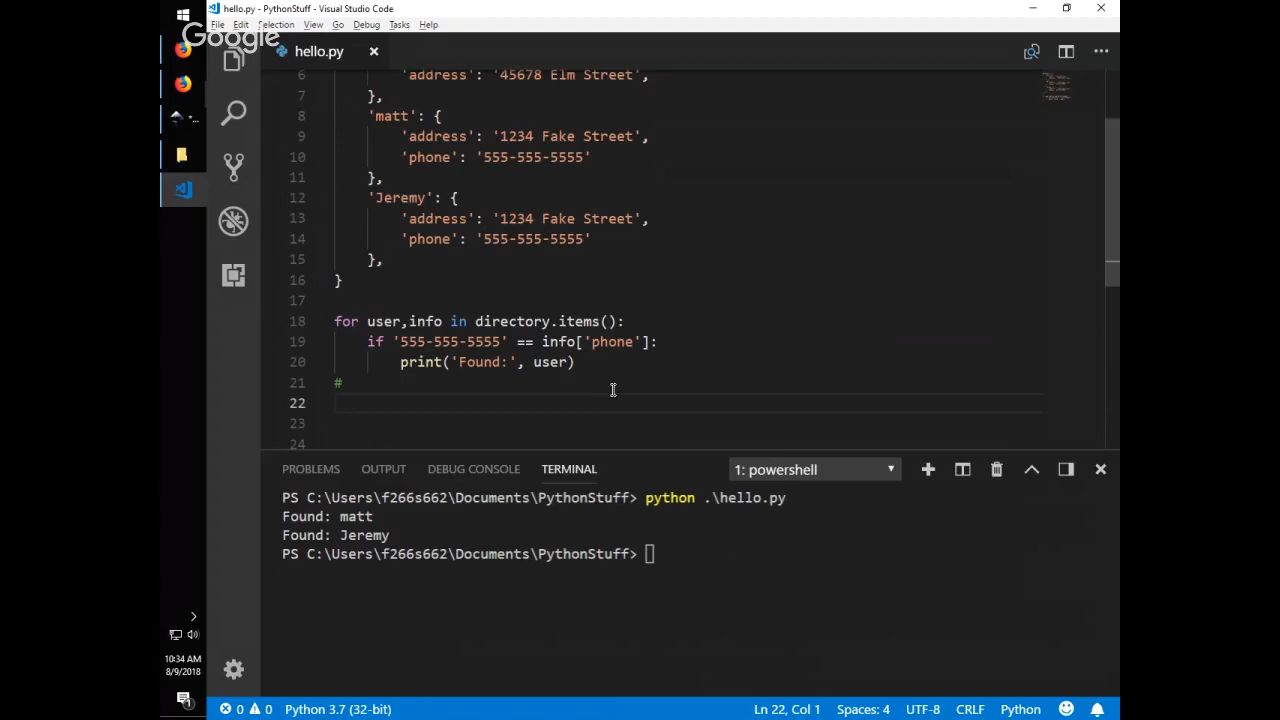 hello.py - PythonStuff - Visual Studio Code
File Edit Selection View Go Debug Tasks Help
Google
hello.py
6 'address': '45678 Elm Street',
7 },
8 'matt': {
9 'address': '1234 Fake Street',
10 'phone': '555-555-5555'
11 },
12 'Jeremy': {
13 'address': '1234 Fake Street',
14 'phone': '555-555-5555'
15 },
16 }
17
18 for user,info in directory.items():
19 if '555-555-5555' == info['phone']:
20 print('Found:', user)
21 #
22
23
24
PROBLEMS OUTPUT DEBUG CONSOLE TERMINAL 1: powershell
PS C:\Users\f266s662\Documents\PythonStuff> python .\hello.py
Found: matt
Found: Jeremy
PS C:\Users\f266s662\Documents\PythonStuff>
10:34 AM
8/9/2018
1
0 0 Python 3.7 (32-bit) Ln 22, Col 1 Spaces: 4 UTF-8 CRLF Python